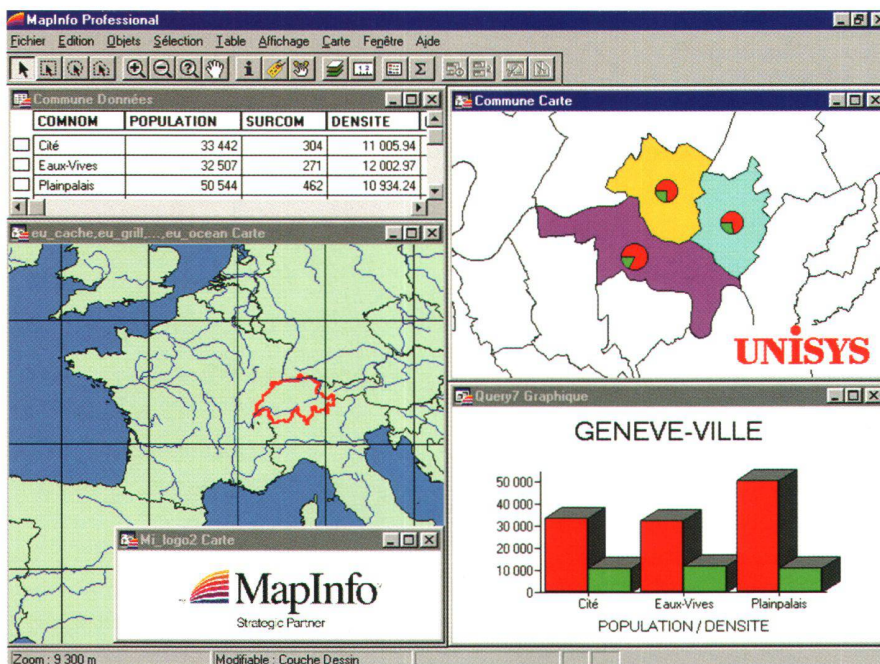 MapInfo Professional
Fichier Edition Objets Sélection Table Affichage Carte Fenêtre Aide
Commune Données
COMNOM POPULATION SURCOM DENSITE
Cité 33 442 304 11 005.94
Eaux-Vives 32 507 271 12 002.97
Plainpalais 50 544 462 10 934.24
eu_cache,eu_grill,...,eu_ocean Carte
Mi_logo2 Carte
MapInfo
Strategic Partner
Commune Carte
UNISYS
Query7 Graphique
GENEVE-VILLE
50 000
40 000
30 000
20 000
10 000
0
Cité Eaux-Vives Plainpalais
POPULATION / DENSITE
Zoom : 9 300 m Modifiable : Couche Dessin